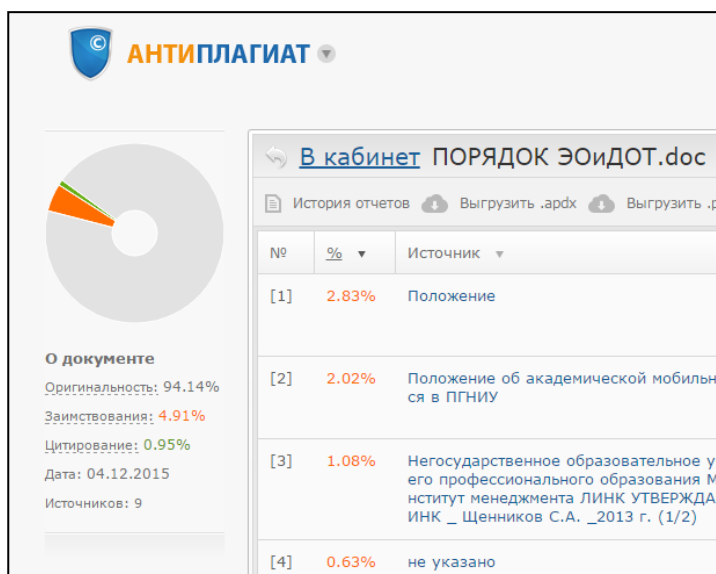 ©
АНТИПЛАГИАТ
В кабинет ПОРЯДОК ЭОиДОТ.doc
История отчетов Выгрузить .apdx Выгрузить
№ % Источник
[1] 2.83% Положение
[2] 2.02% Положение об академической мобильн
ся в ПГНИУ
[3] 1.08% Негосударственное образовательное у
его профессионального образования М
нститут менеджмента ЛИНК УТВЕРЖДА
ИНК _ Щенников С.А. _2013 г. (1/2)
[4] 0.63% не указано
О документе
Оригинальность: 94.14%
Заимствования: 4.91%
Цитирование: 0.95%
Дата: 04.12.2015
Источников: 9